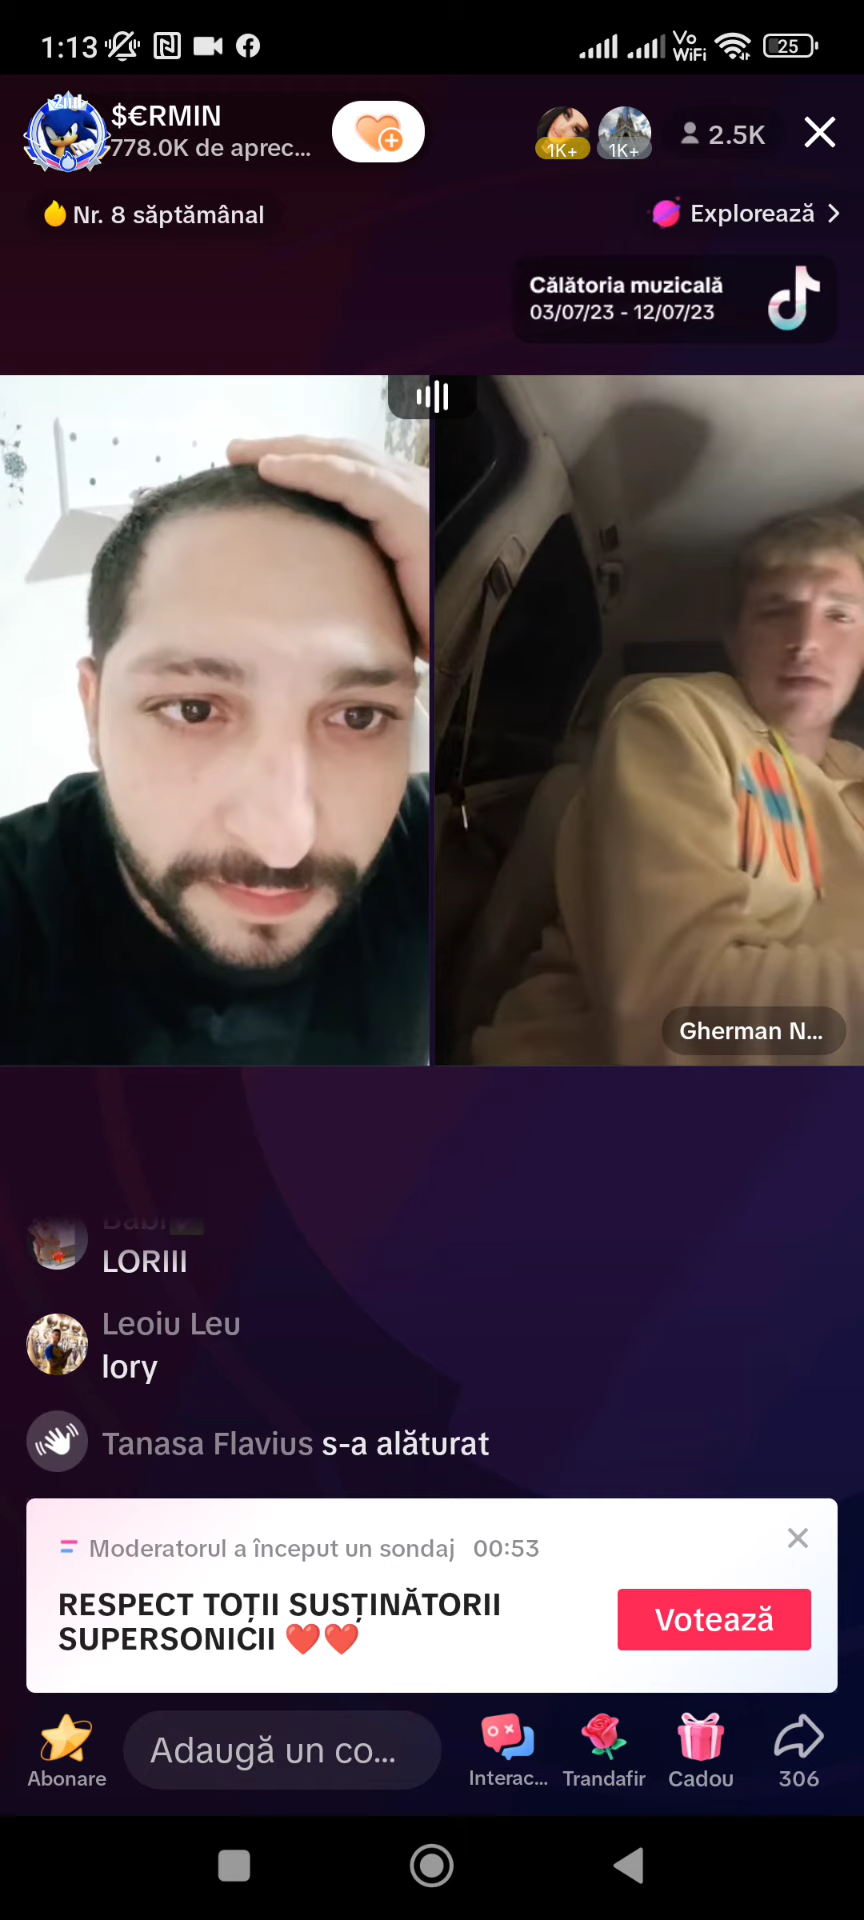 1:13
Vo
WiFi
25
$€RMIN
778.0K de aprec...
1K+
1K+
2.5K
Nr. 8 săptămânal
Explorează
Călătoria muzicală
03/07/23 - 12/07/23
Gherman N...
Babi
LORIII
Leoiu Leu
lory
Tanasa Flavius s-a alăturat
Moderatorul a început un sondaj 00:53
RESPECT TOȚII SUSȚINĂTORII
SUPERSONICII ❤️❤️
Votează
Adaugă un co...
Abonare
Interac...
Trandafir
Cadou
306